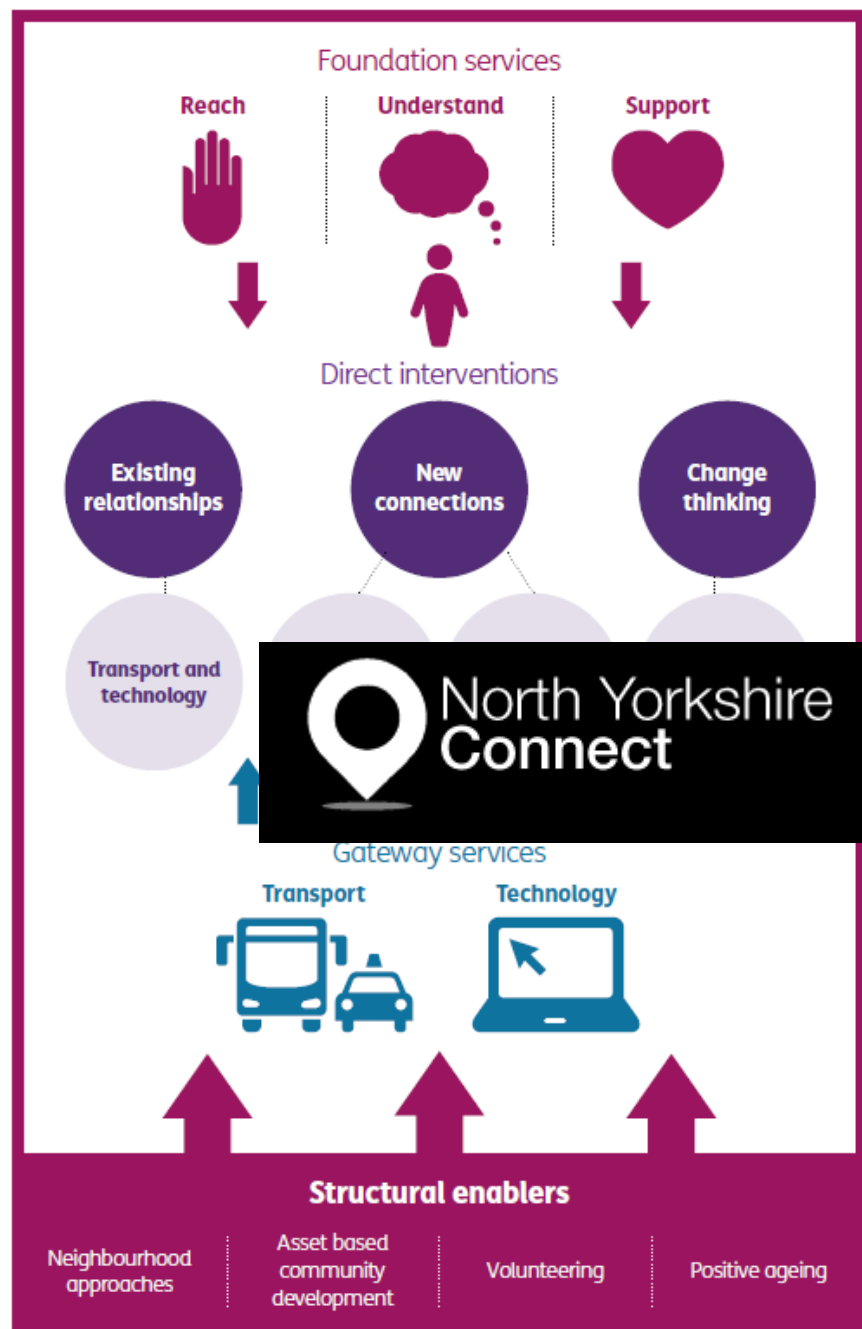 Foundation services
Reach
Understand
Support
Direct interventions
Existing
relationships
New
connections
Change
thinking
Transport and
technology
North Yorkshire
Connect
Gateway services
Transport
Technology
Structural enablers
Neighbourhood
approaches
Asset based
community
development
Volunteering
Positive ageing